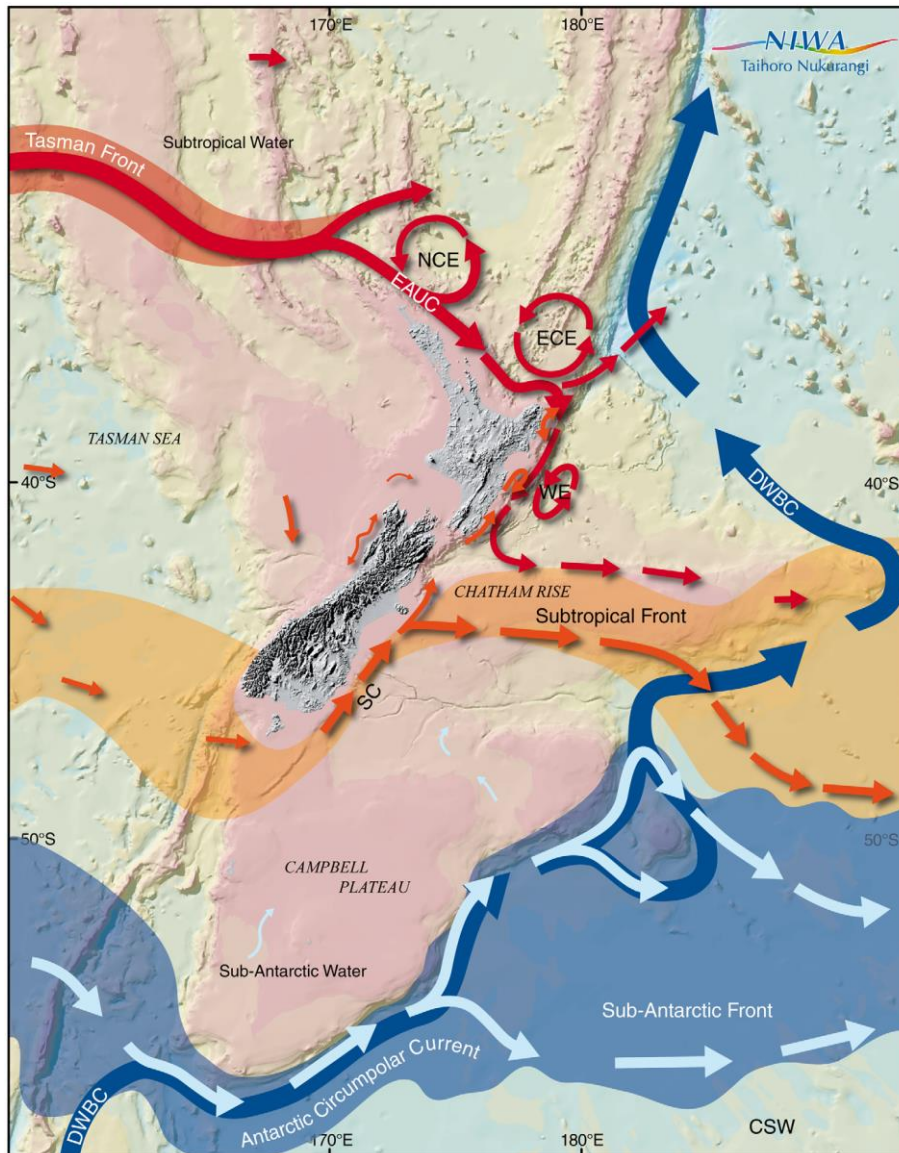 170°E
180°E
NIWA
Taihoro Nukurangi
Tasman Front
Subtropical Water
NCE
EAUC
ECE
TASMAN SEA
40°S
40°S
WE
DWBC
CHATHAM RISE
Subtropical Front
SC
50°S
50°S
CAMPBELL
PLATEAU
Sub-Antarctic Water
Sub-Antarctic Front
Antarctic Circumpolar Current
DWBC
CSW
170°E
180°E